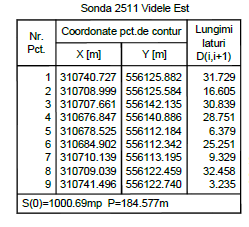 Sonda 2511 Videle Est
Nr. Pct. Coordonate pct.de contur Lungimi laturi D(i,i+1)
X [m] Y [m]
1 310740.727 556125.882 31.729
2 310708.999 556125.584 16.605
3 310707.661 556142.135 30.839
4 310676.847 556140.886 28.751
5 310678.525 556112.184 6.379
6 310684.902 556112.342 25.251
7 310710.139 556113.195 9.329
8 310709.039 556122.459 32.458
9 310741.496 556122.740 3.235
S(0)=1000.69mp P=184.577m